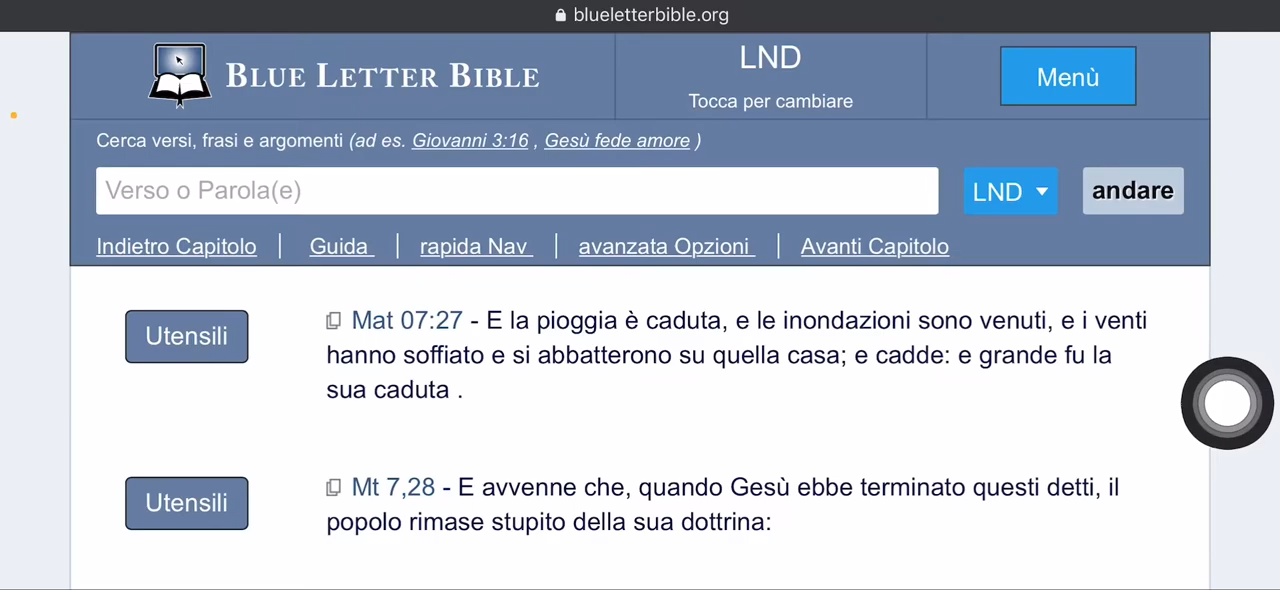 blueletterbible.org
BLUE LETTER BIBLE
LND
Tocca per cambiare
Menù
Cerca versi, frasi e argomenti (ad es. Giovanni 3:16 , Gesù fede amore )
Verso o Parola(e)
LND
andare
Indietro Capitolo | Guida | rapida Nav | avanzata Opzioni | Avanti Capitolo
Utensili
Mat 07:27 - E la pioggia è caduta, e le inondazioni sono venuti, e i venti
hanno soffiato e si abbatterono su quella casa; e cadde: e grande fu la
sua caduta .
Utensili
Mt 7,28 - E avvenne che, quando Gesù ebbe terminato questi detti, il
popolo rimase stupito della sua dottrina: